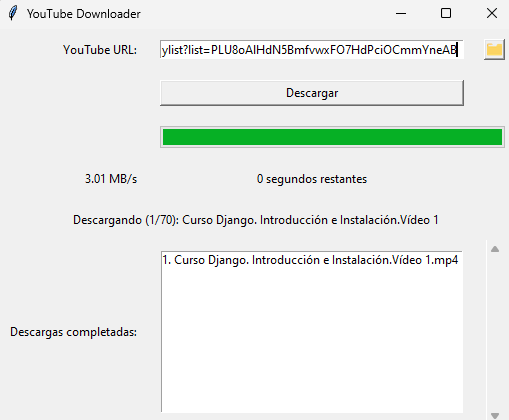 YouTube Downloader
YouTube URL: ylist?list=PLU8oAlHdN5BmfvwxFO7HdPciOCmmYneAB
Descargar
3.01 MB/s 0 segundos restantes
Descargando (1/70): Curso Django. Introducción e Instalación.Vídeo 1
1. Curso Django. Introducción e Instalación.Vídeo 1.mp4
Descargas completadas: